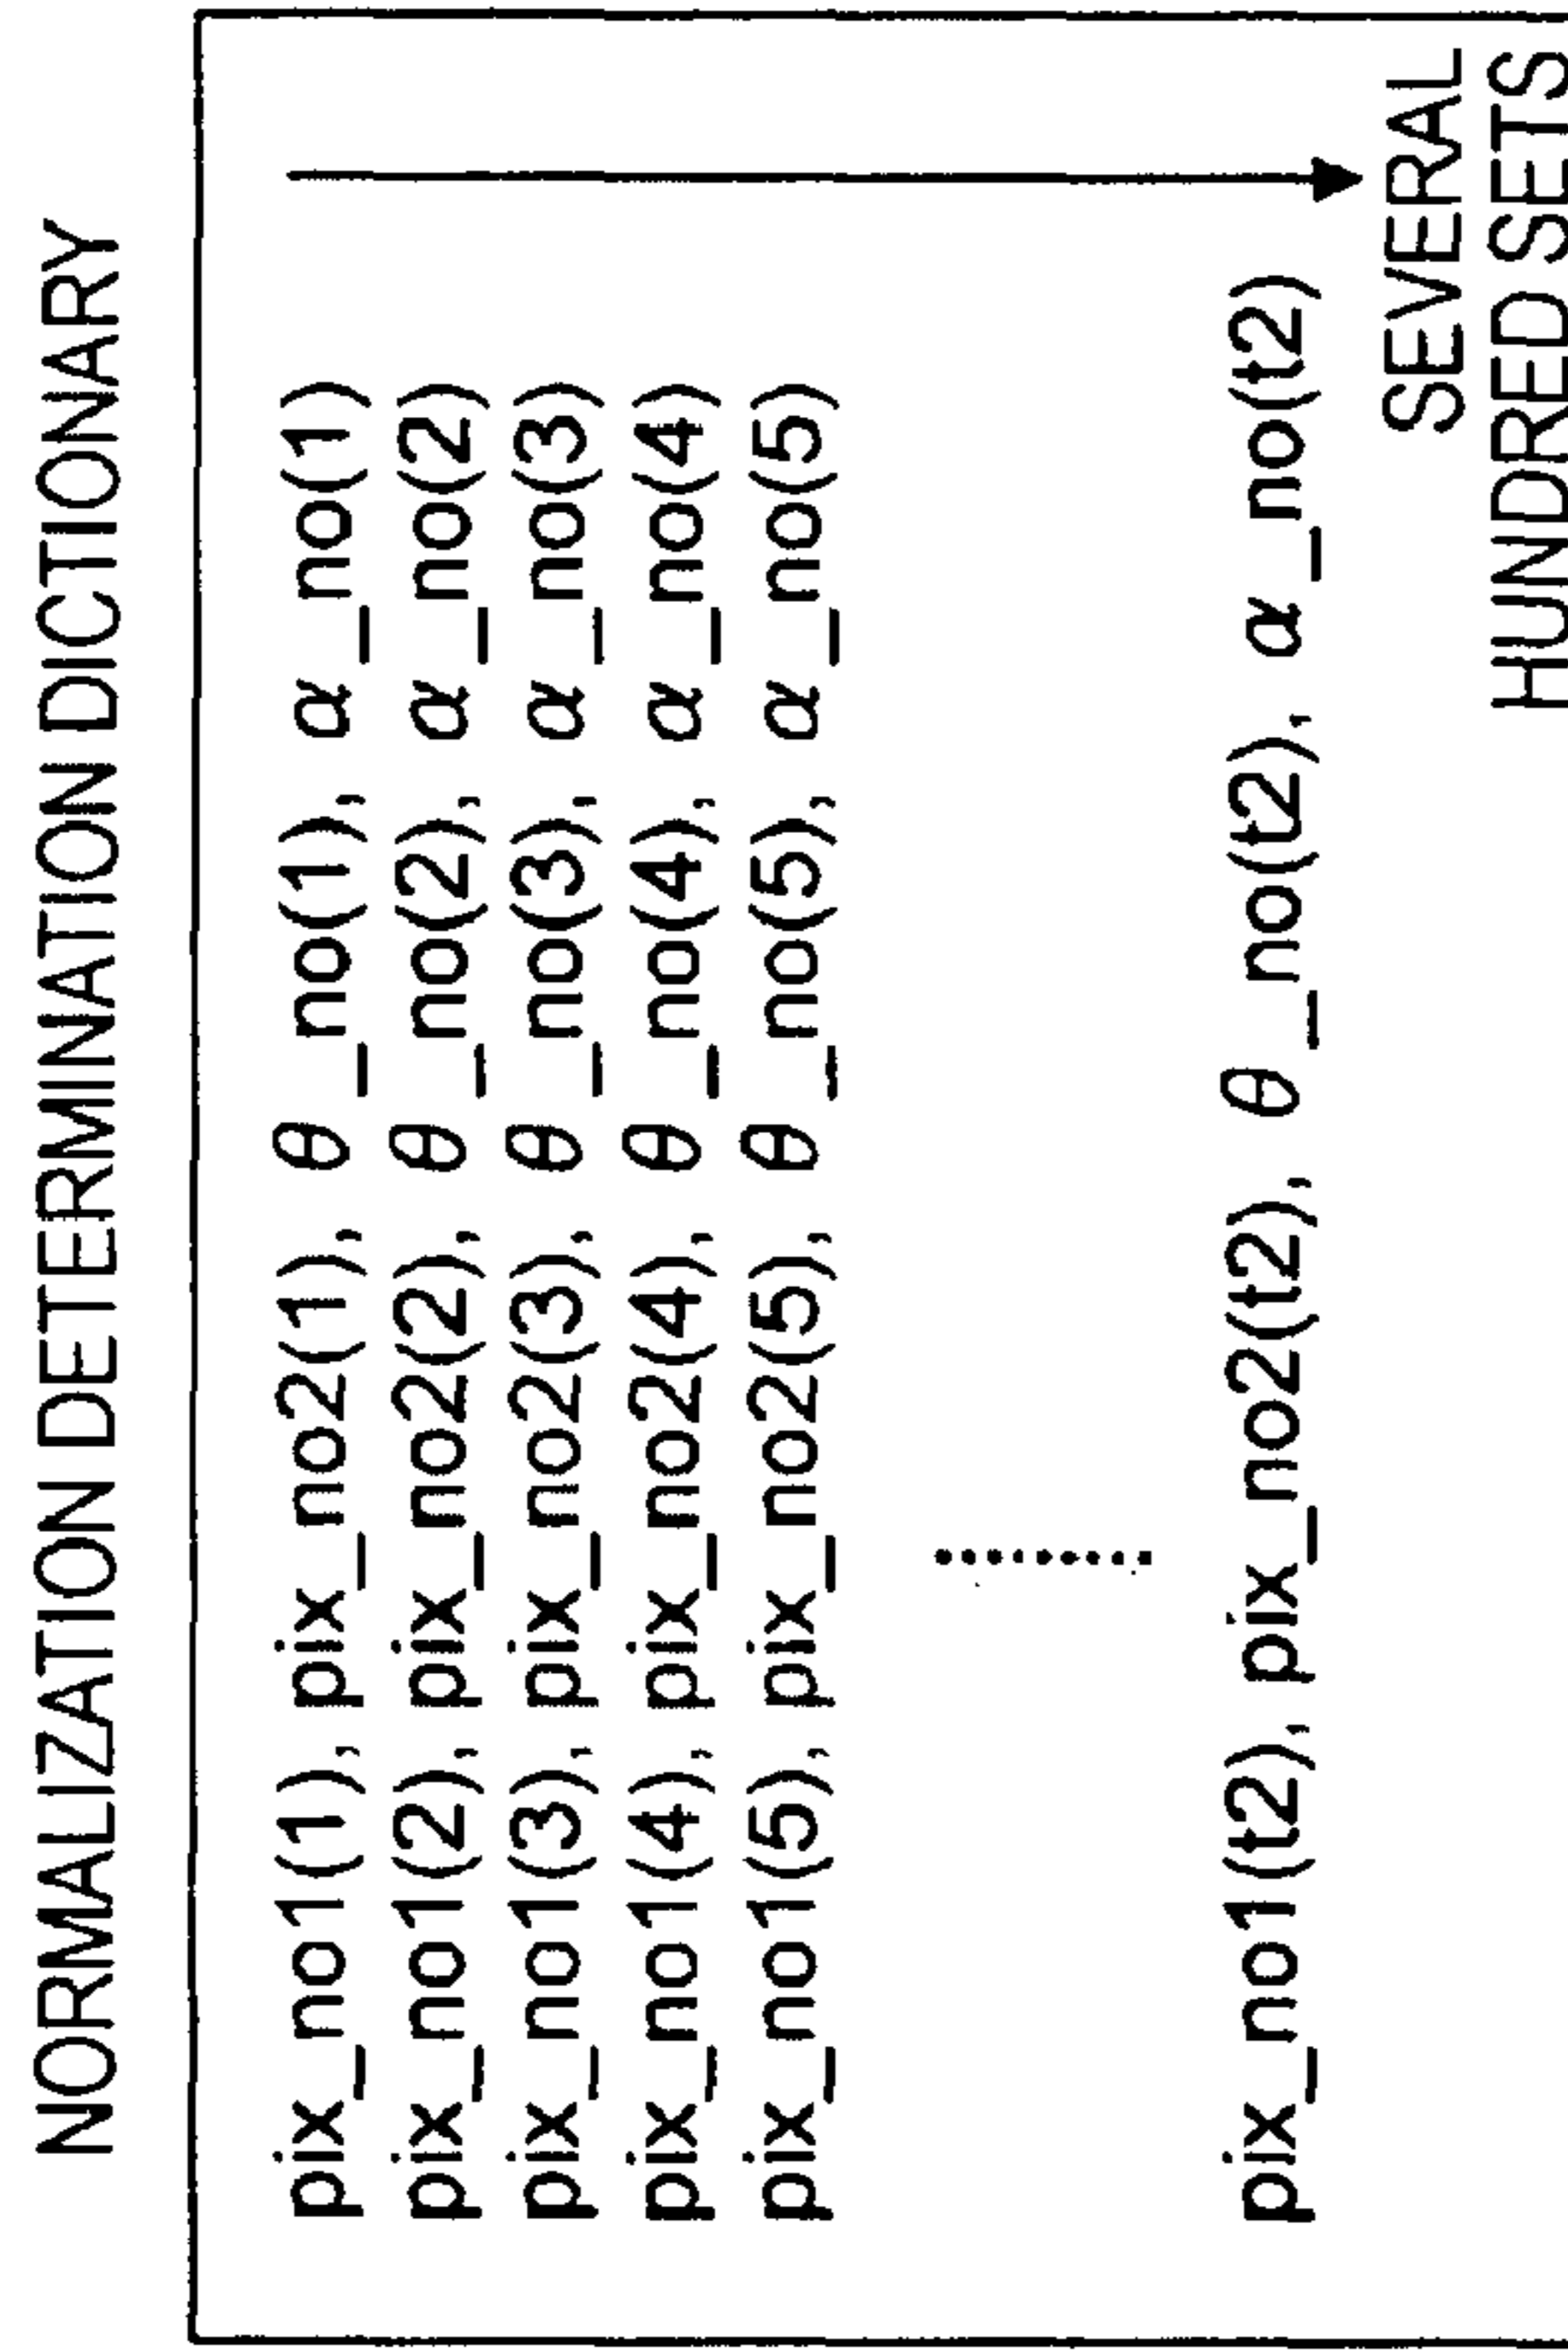 NORMALIZATION DETERMINATION DICTIONARY
pix_no1(1), pix_no2(1), θ_no(1), α_no(1)
pix_no1(2), pix_no2(2), θ_no(2), α_no(2)
pix_no1(3), pix_no2(3), θ_no(3), α_no(3)
pix_no1(4), pix_no2(4), θ_no(4), α_no(4)
pix_no1(5), pix_no2(5), θ_no(5), α_no(5)
.........
pix_no1(t2), pix_no2(t2), θ_no(t2), α_no(t2)
SEVERAL
HUNDRED SETS